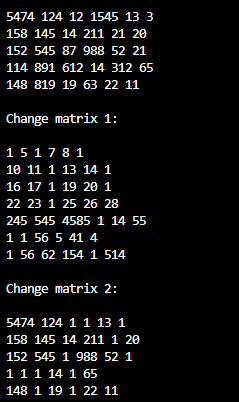 5474 124 12 1545 13 3
158 145 14 211 21 20
152 545 87 988 52 21
114 891 612 14 312 65
148 819 19 63 22 11
Change matrix 1:
1 5 1 7 8 1
10 11 1 13 14 1
16 17 1 19 20 1
22 23 1 25 26 28
245 545 4585 1 14 55
1 1 56 5 41 4
1 56 62 154 1 514
Change matrix 2:
5474 124 1 1 13 1
158 145 14 211 1 20
152 545 1 988 52 1
1 1 1 14 1 65
148 1 19 1 22 11